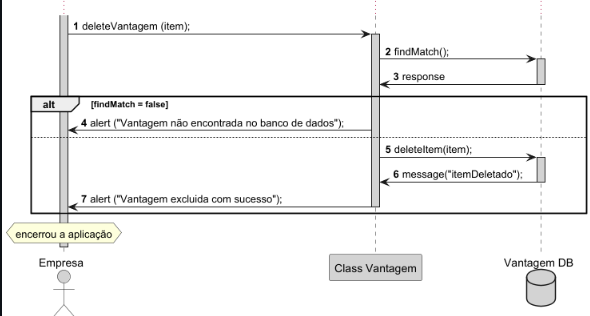 1 deleteVantagem (item);
2 findMatch();
3 response
alt [findMatch = false]
4 alert ("Vantagem não encontrada no banco de dados");
5 deleteItem(item);
6 message("itemDeletado");
7 alert ("Vantagem excluida com sucesso");
encerrou a aplicação
Empresa
Class Vantagem
Vantagem DB